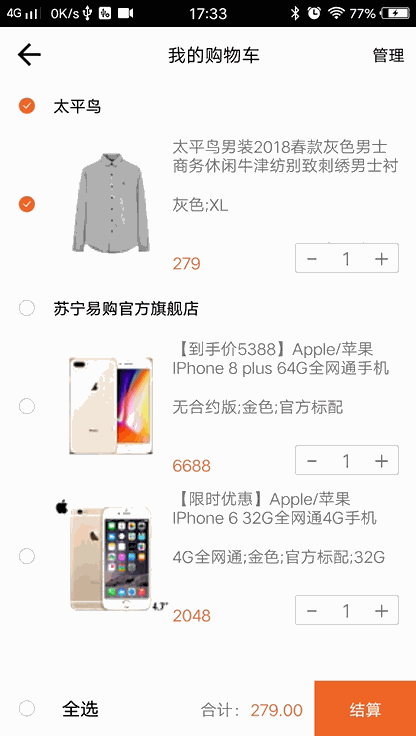 4G 0K/s 17:33 77%
我的购物车 管理
太平鸟
太平鸟男装2018春款灰色男士
商务休闲牛津纺别致刺绣男士衬
灰色;XL
279 − 1 +
苏宁易购官方旗舰店
【到手价5388】Apple/苹果
IPhone 8 plus 64G全网通手机
无合约版;金色;官方标配
6688 − 1 +
【限时优惠】Apple/苹果
IPhone 6 32G全网通4G手机
4G全网通;金色;官方标配;32G
4.7"
2048 − 1 +
全选 合计：279.00 结算